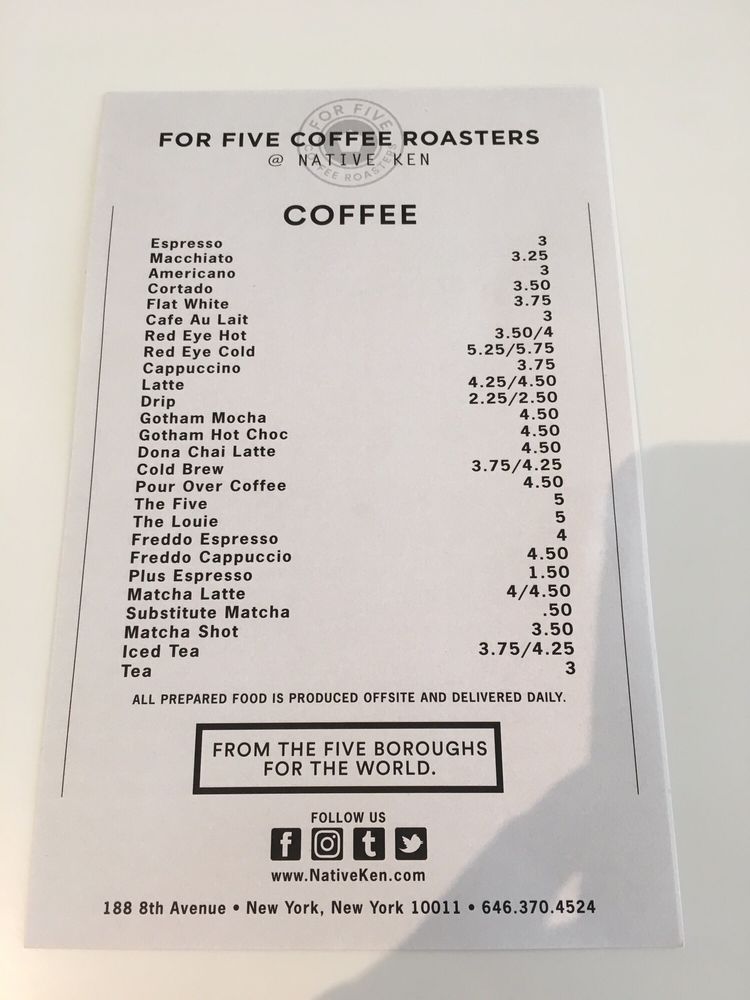 FOR FIVE
COFFEE ROASTERS
FOR FIVE COFFEE ROASTERS
@ NATIVE KEN
COFFEE
Espresso 3
Macchiato 3.25
Americano 3
Cortado 3.50
Flat White 3.75
Cafe Au Lait 3
Red Eye Hot 3.50/4
Red Eye Cold 5.25/5.75
Cappuccino 3.75
Latte 4.25/4.50
Drip 2.25/2.50
Gotham Mocha 4.50
Gotham Hot Choc 4.50
Dona Chai Latte 4.50
Cold Brew 3.75/4.25
Pour Over Coffee 4.50
The Five 5
The Louie 5
Freddo Espresso 4
Freddo Cappuccio 4.50
Plus Espresso 1.50
Matcha Latte 4/4.50
Substitute Matcha .50
Matcha Shot 3.50
Iced Tea 3.75/4.25
Tea 3
ALL PREPARED FOOD IS PRODUCED OFFSITE AND DELIVERED DAILY.
FROM THE FIVE BOROUGHS
FOR THE WORLD.
FOLLOW US
www.NativeKen.com
188 8th Avenue • New York, New York 10011 • 646.370.4524